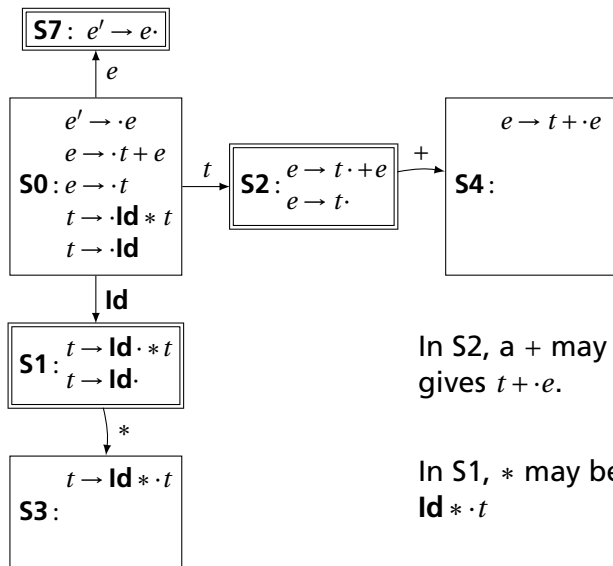 S7: e′ → e·
e
e′ → ·e
e → ·t + e
S0: e → ·t
t → ·Id ∗ t
t → ·Id
t
S2: e → t· + e
e → t·
+
e → t + ·e
S4:
Id
S1: t → Id· ∗ t
t → Id·
∗
t → Id ∗ ·t
S3:
In S2, a + may
gives t + ·e.
In S1, ∗ may be
Id ∗ ·t